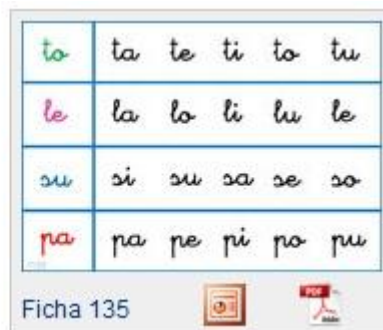 to ta te ti to tu
le la lo li lu le
su si su sa se so
pa pa pe pi po pu
Ficha 135
PDF